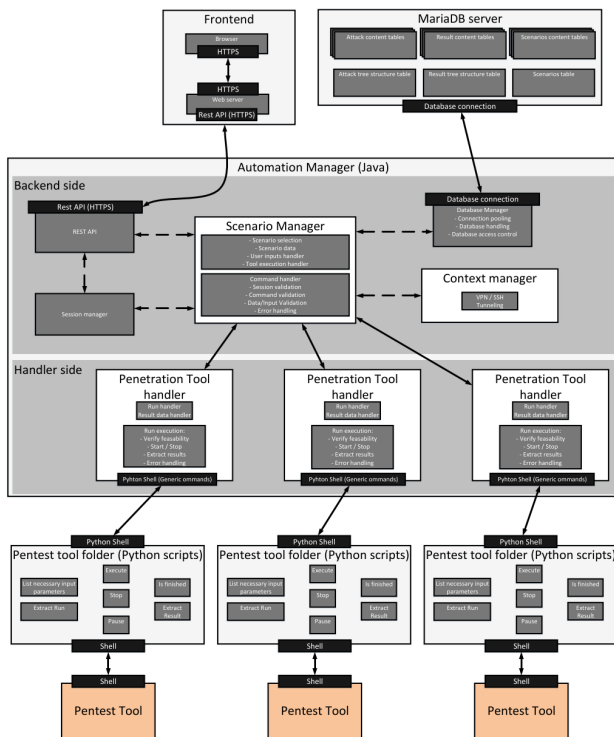 Frontend
Browser
HTTPS
HTTPS
Web server
Rest API (HTTPS)
MariaDB server
Attack content tables
Result content tables
Scenarios content tables
Attack tree structure table
Result tree structure table
Scenarios table
Database connection
Automation Manager (Java)
Backend side
Rest API (HTTPS)
REST API
Session manager
Scenario Manager
- Scenario selection
- Scenario data
- User inputs handler
- Tool execution handler
Command handler
- Session validation
- Command validation
- Data/Input Validation
- Error handling
Database connection
Database Manager
- Connection pooling
- Database handling
- Database access control
Context manager
VPN / SSH
Tunneling
Handler side
Penetration Tool
handler
Run handler
Result data handler
Run execution:
- Verify feasability
- Start / Stop
- Extract results
- Error handling
Pyhton Shell (Generic ommands)
Penetration Tool
handler
Run handler
Result data handler
Run execution:
- Verify feasability
- Start / Stop
- Extract results
- Error handling
Pyhton Shell (Generic ommands)
Penetration Tool
handler
Run handler
Result data handler
Run execution:
- Verify feasability
- Start / Stop
- Extract results
- Error handling
Pyhton Shell (Generic ommands)
Python Shell
Pentest tool folder (Python scripts)
Execute
List necessary input
parameters
Is finished
Stop
Extract Run
Extract
Result
Pause
Shell
Shell
Pentest Tool
Python Shell
Pentest tool folder (Python scripts)
Execute
List necessary input
parameters
Is finished
Stop
Extract Run
Extract
Result
Pause
Shell
Shell
Pentest Tool
Python Shell
Pentest tool folder (Python scripts)
Execute
List necessary input
parameters
Is finished
Stop
Extract Run
Extract
Result
Pause
Shell
Shell
Pentest Tool